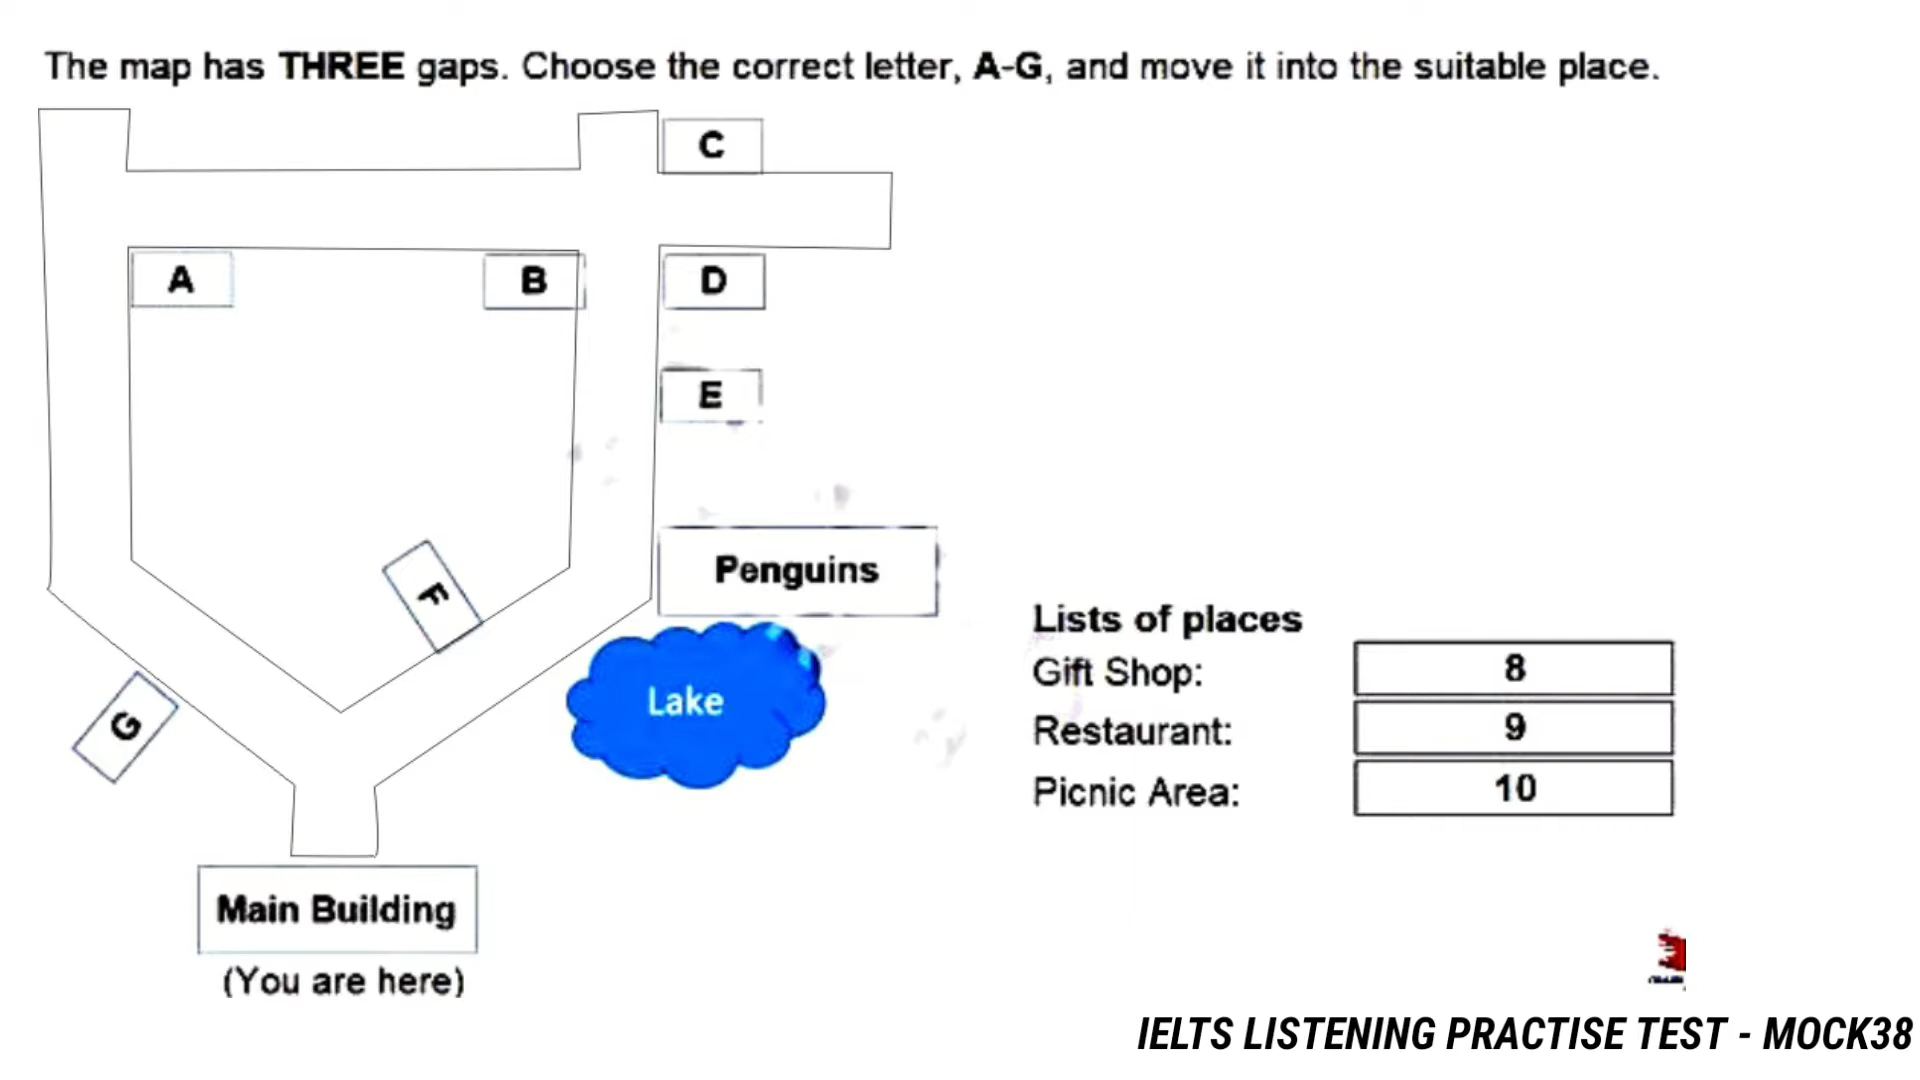 The map has THREE gaps. Choose the correct letter, A-G, and move it into the suitable place.
C
A
B
D
E
F
Penguins
Lake
G
Lists of places
Gift Shop: 8
Restaurant: 9
Picnic Area: 10
Main Building
(You are here)
IELTS LISTENING PRACTISE TEST - MOCK38